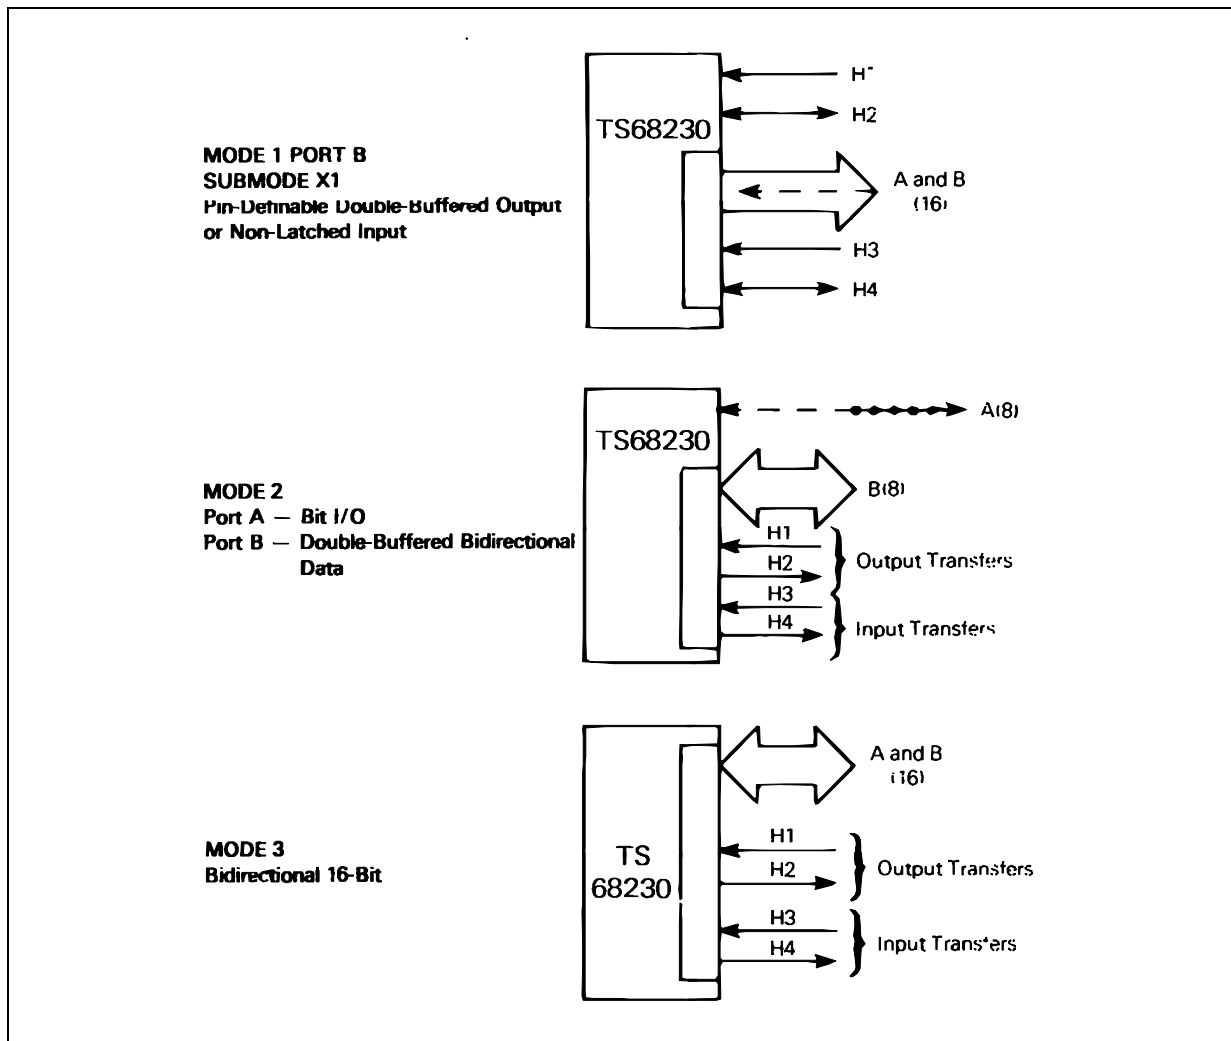 H1
TS68230
H2
MODE 1 PORT B
SUBMODE X1
Pin-Definable Double-Buffered Output
or Non-Latched Input
A and B
(16)
H3
H4
TS68230
A(8)
MODE 2
Port A — Bit I/O
Port B — Double-Buffered Bidirectional
Data
B(8)
H1
H2
Output Transfers
H3
H4
Input Transfers
A and B
(16)
MODE 3
Bidirectional 16-Bit
TS
68230
H1
H2
Output Transfers
H3
H4
Input Transfers